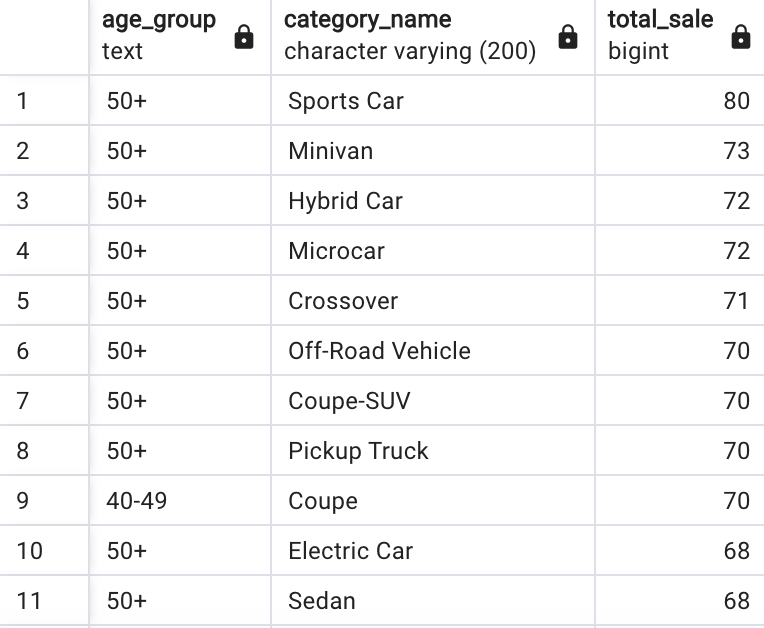 age_group category_name total_sale
text character varying (200) bigint
1 50+ Sports Car 80
2 50+ Minivan 73
3 50+ Hybrid Car 72
4 50+ Microcar 72
5 50+ Crossover 71
6 50+ Off-Road Vehicle 70
7 50+ Coupe-SUV 70
8 50+ Pickup Truck 70
9 40-49 Coupe 70
10 50+ Electric Car 68
11 50+ Sedan 68